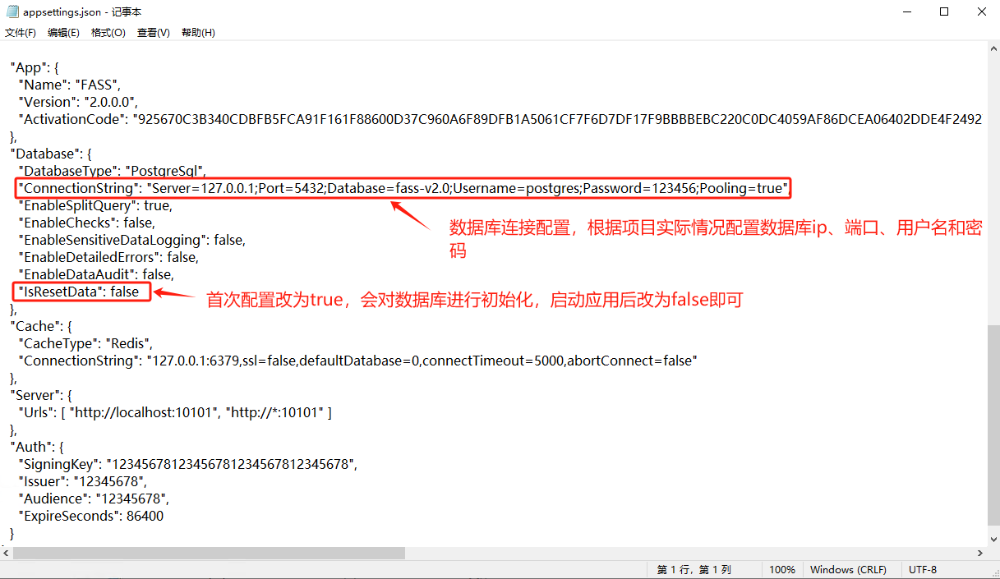 appsettings.json - 记事本
文件(F) 编辑(E) 格式(O) 查看(V) 帮助(H)
"App": {
"Name": "FASS",
"Version": "2.0.0.0",
"ActivationCode": "925670C3B340CDBFB5FCA91F161F88600D37C960A6F89DFB1A5061CF7F6D7DF17F9BBBBEBC220C0DC4059AF86DCEA06402DDE4F2492
},
"Database": {
"DatabaseType": "PostgreSql",
"ConnectionString": "Server=127.0.0.1;Port=5432;Database=fass-v2.0;Username=postgres;Password=123456;Pooling=true",
"EnableSplitQuery": true,
"EnableChecks": false,
数据库连接配置，根据项目实际情况配置数据库ip、端口、用户名和密
码
"EnableSensitiveDataLogging": false,
"EnableDetailedErrors": false,
"EnableDataAudit": false,
"IsResetData": false
首次配置改为true，会对数据库进行初始化，启动应用后改为false即可
},
"Cache": {
"CacheType": "Redis",
"ConnectionString": "127.0.0.1:6379,ssl=false,defaultDatabase=0,connectTimeout=5000,abortConnect=false"
},
"Server": {
"Urls": [ "http://localhost:10101", "http://*:10101" ]
},
"Auth": {
"SigningKey": "12345678123456781234567812345678",
"Issuer": "12345678",
"Audience": "12345678",
"ExpireSeconds": 86400
}
第 1 行，第 1 列 100% Windows (CRLF) UTF-8